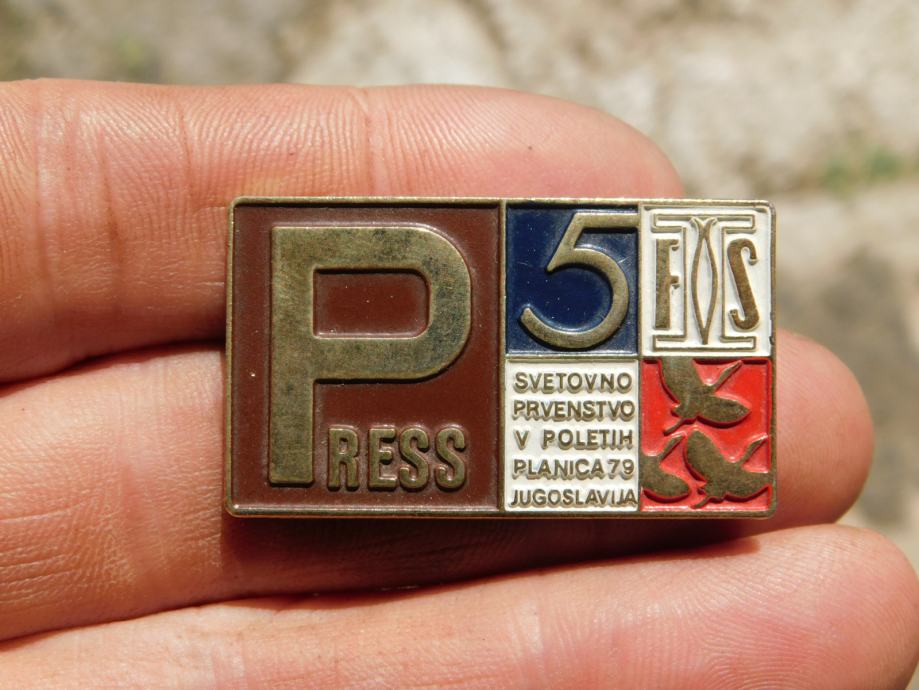 PRESS
5
FIS
SVETOVNO
PRVENSTVO
V POLETIH
PLANICA 79
JUGOSLAVIJA